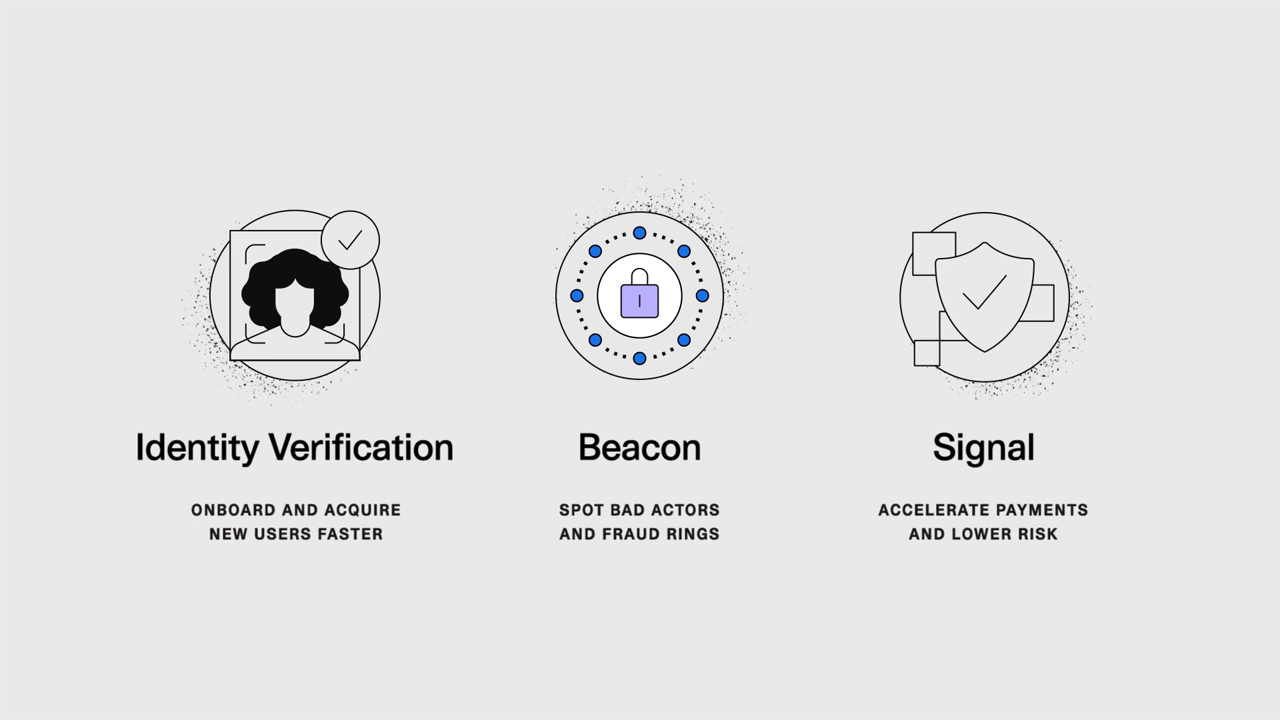 Identity Verification
ONBOARD AND ACQUIRE
NEW USERS FASTER
Beacon
SPOT BAD ACTORS
AND FRAUD RINGS
Signal
ACCELERATE PAYMENTS
AND LOWER RISK